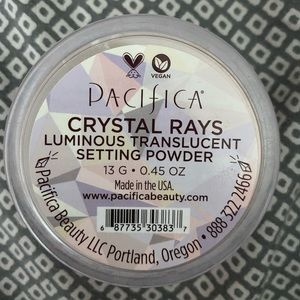 VEGAN
PACIFICA®
CRYSTAL RAYS
LUMINOUS TRANSLUCENT
SETTING POWDER
13 G • 0.45 OZ
Made in the USA.
www.pacificabeauty.com
6 87735 30383 7
Pacifica Beauty LLC Portland, Oregon • 888 322 2466